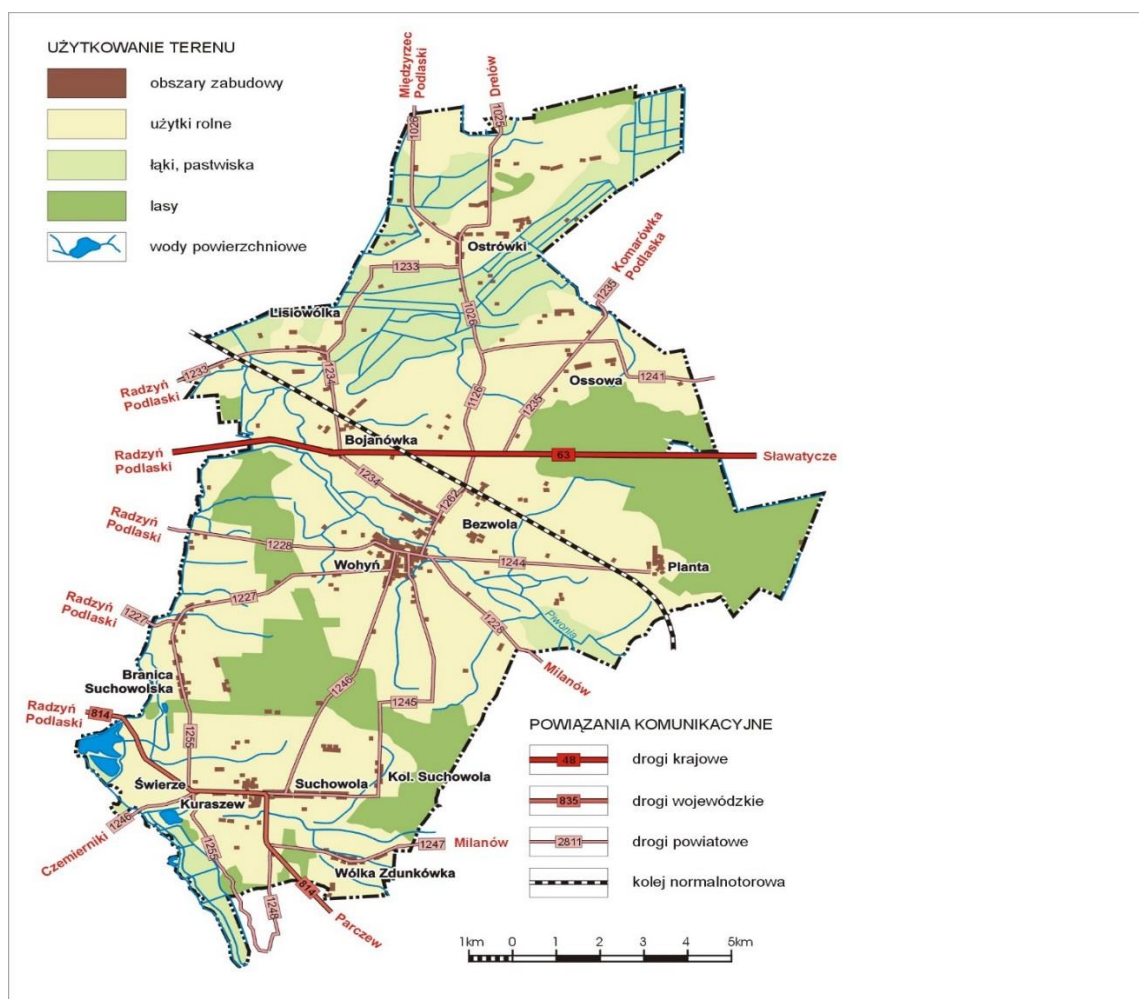 UŻYTKOWANIE TERENU
obszary zabudowy
użytki rolne
łąki, pastwiska
lasy
wody powierzchniowe
Międzyrzec
Podlaski
Drelów
1026
1025
Ostrówki
Komarówka
Podlaska
1235
1233
1026
Lisiowólka
1233
1234
Radzyń
Podlaski
1126
1235
Ossowa
1241
Bojanówka
Radzyń
Podlaski
63
Sławatycze
1234
1262
Bezwola
Radzyń
Podlaski
1228
Wohyń
1244
Planta
1227
Radzyń
Podlaski
1227
Piwonia
1228
Milanów
Branica
Suchowolska
1246
1245
Radzyń
Podlaski
814
1255
Kol. Suchowola
Świerze
Suchowola
Kuraszew
1246
Czemierniki
1255
1247
Milanów
Wólka Zdunkówka
814
1248
Parczew
POWIĄZANIA KOMUNIKACYJNE
48
drogi krajowe
835
drogi wojewódzkie
2811
drogi powiatowe
kolej normalnotorowa
1km 0 1 2 3 4 5km